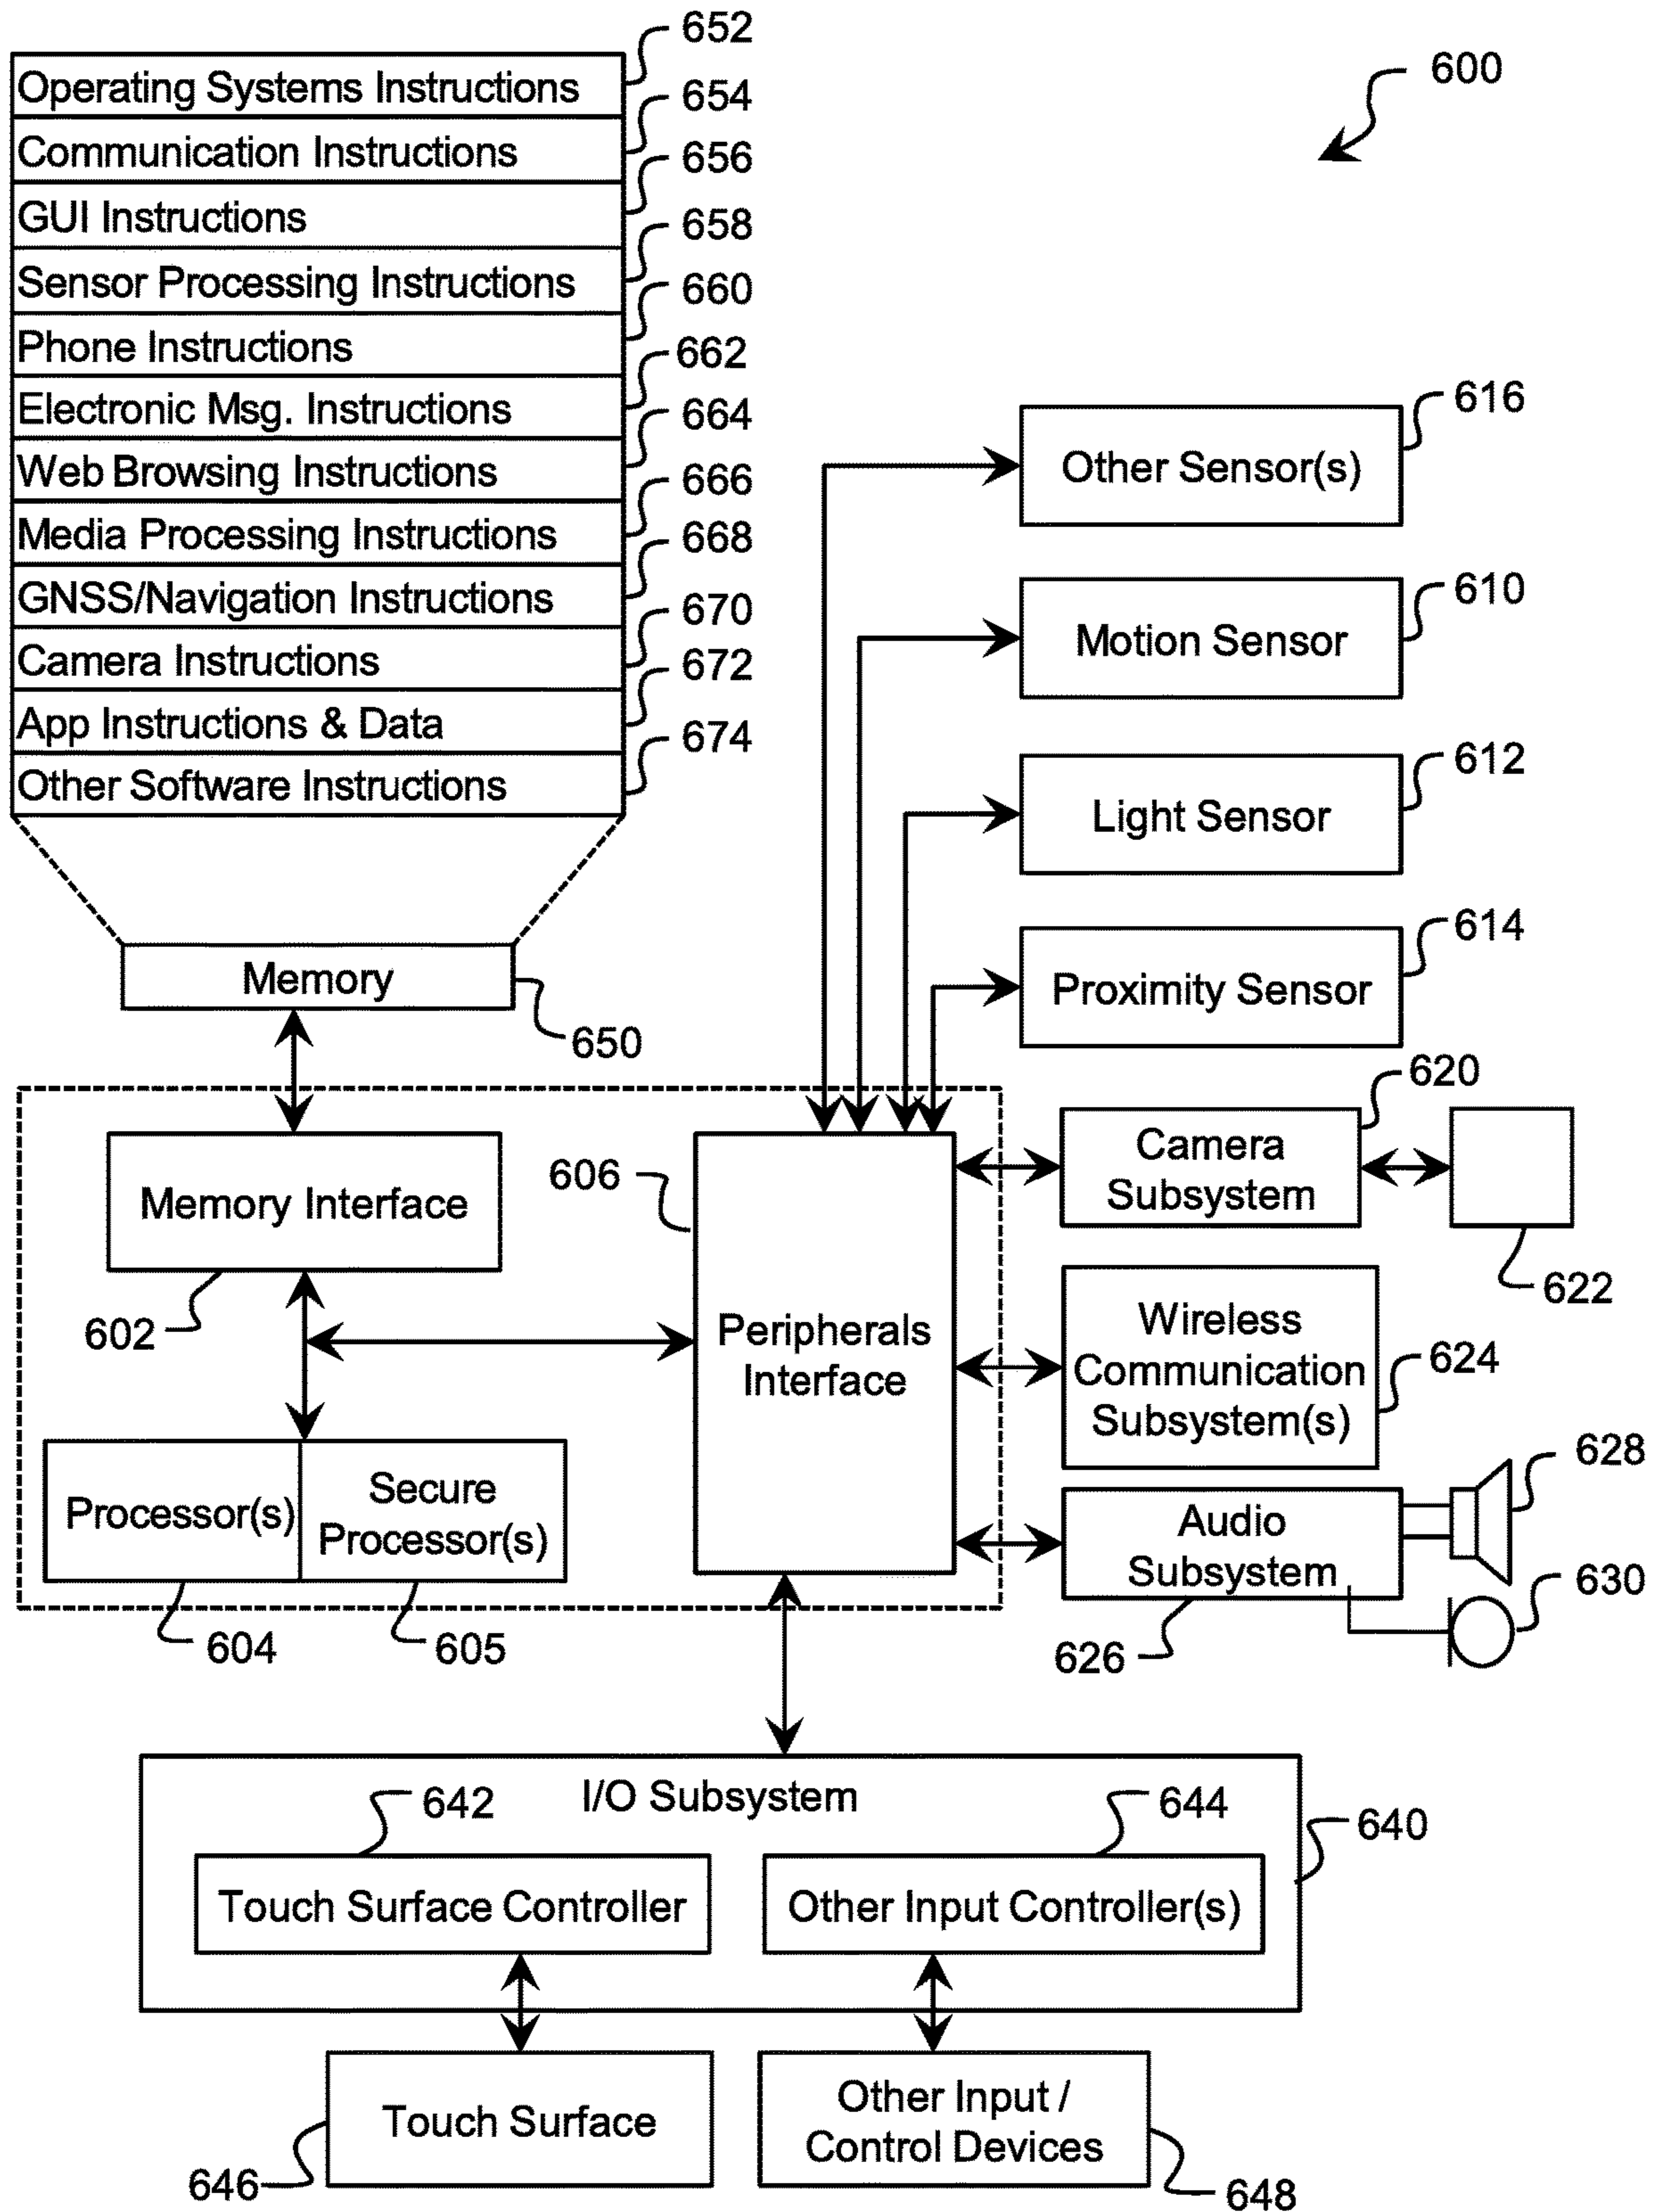 652
Operating Systems Instructions
654
Communication Instructions
656
GUI Instructions
658
Sensor Processing Instructions
660
Phone Instructions
662
Electronic Msg. Instructions
664
Web Browsing Instructions
666
Media Processing Instructions
668
GNSS/Navigation Instructions
670
Camera Instructions
672
App Instructions & Data
674
Other Software Instructions
Memory
650
600
616
Other Sensor(s)
610
Motion Sensor
612
Light Sensor
614
Proximity Sensor
620
Camera
Subsystem
622
606
Memory Interface
602
Peripherals
Interface
Wireless
Communication
Subsystem(s)
624
Processor(s)
Secure
Processor(s)
604
605
Audio
Subsystem
626
628
630
I/O Subsystem
642
644
640
Touch Surface Controller
Other Input Controller(s)
Touch Surface
646
Other Input /
Control Devices
648